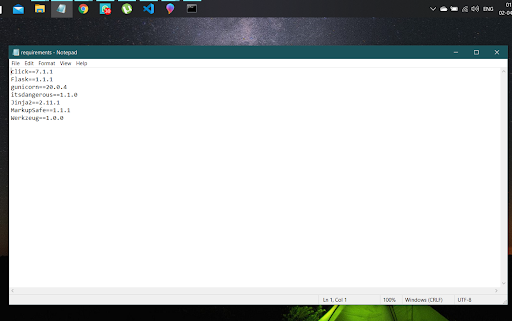 ENG
01
02-04
requirements - Notepad
File Edit Format View Help
click==7.1.1
Flask==1.1.1
gunicorn==20.0.4
itsdangerous==1.1.0
Jinja2==2.11.1
MarkupSafe==1.1.1
Werkzeug==1.0.0
Ln 1, Col 1 100% Windows (CRLF) UTF-8